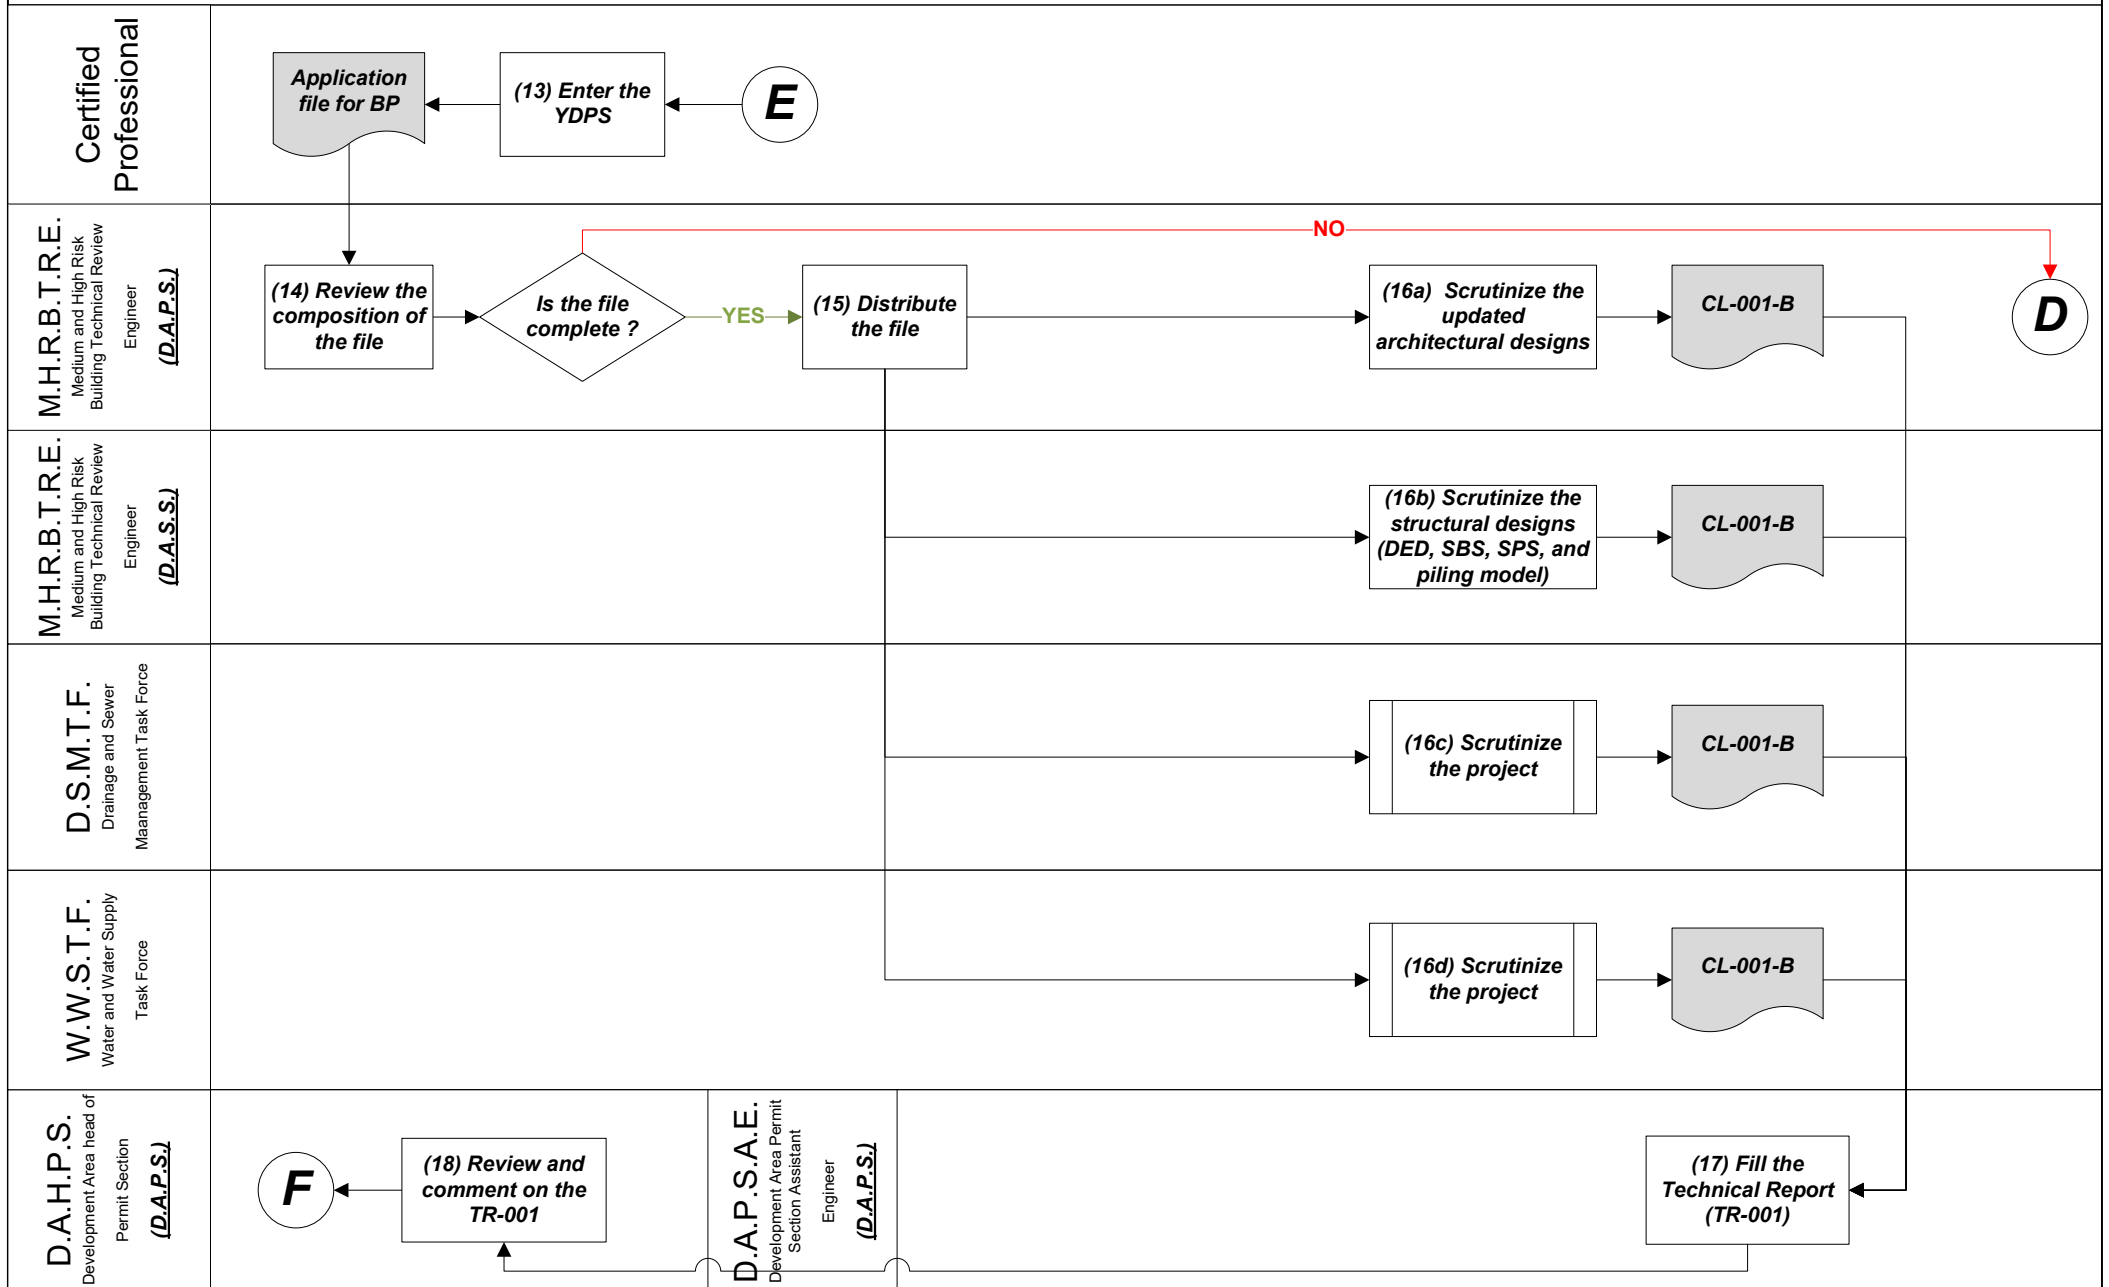 Certified
Professional
Application
file for BP
(13) Enter the
YDPS
E
M.H.R.B.T.R.E.
Medium and High Risk
Building Technical Review
Engineer
(D.A.P.S.)
(14) Review the
composition of
the file
Is the file
complete ?
YES
(15) Distribute
the file
NO
(16a) Scrutinize the
updated
architectural designs
CL-001-B
D
M.H.R.B.T.R.E.
Medium and High Risk
Building Technical Review
Engineer
(D.A.S.S.)
(16b) Scrutinize the
structural designs
(DED, SBS, SPS, and
piling model)
CL-001-B
D.S.M.T.F.
Drainage and Sewer
Maanagement Task Force
(16c) Scrutinize
the project
CL-001-B
W.W.S.T.F.
Water and Water Supply
Task Force
(16d) Scrutinize
the project
CL-001-B
D.A.H.P.S.
Development Area head of
Permit Section
(D.A.P.S.)
F
(18) Review and
comment on the
TR-001
D.A.P.S.A.E.
Development Area Permit
Section Assistant
Engineer
(D.A.P.S.)
(17) Fill the
Technical Report
(TR-001)